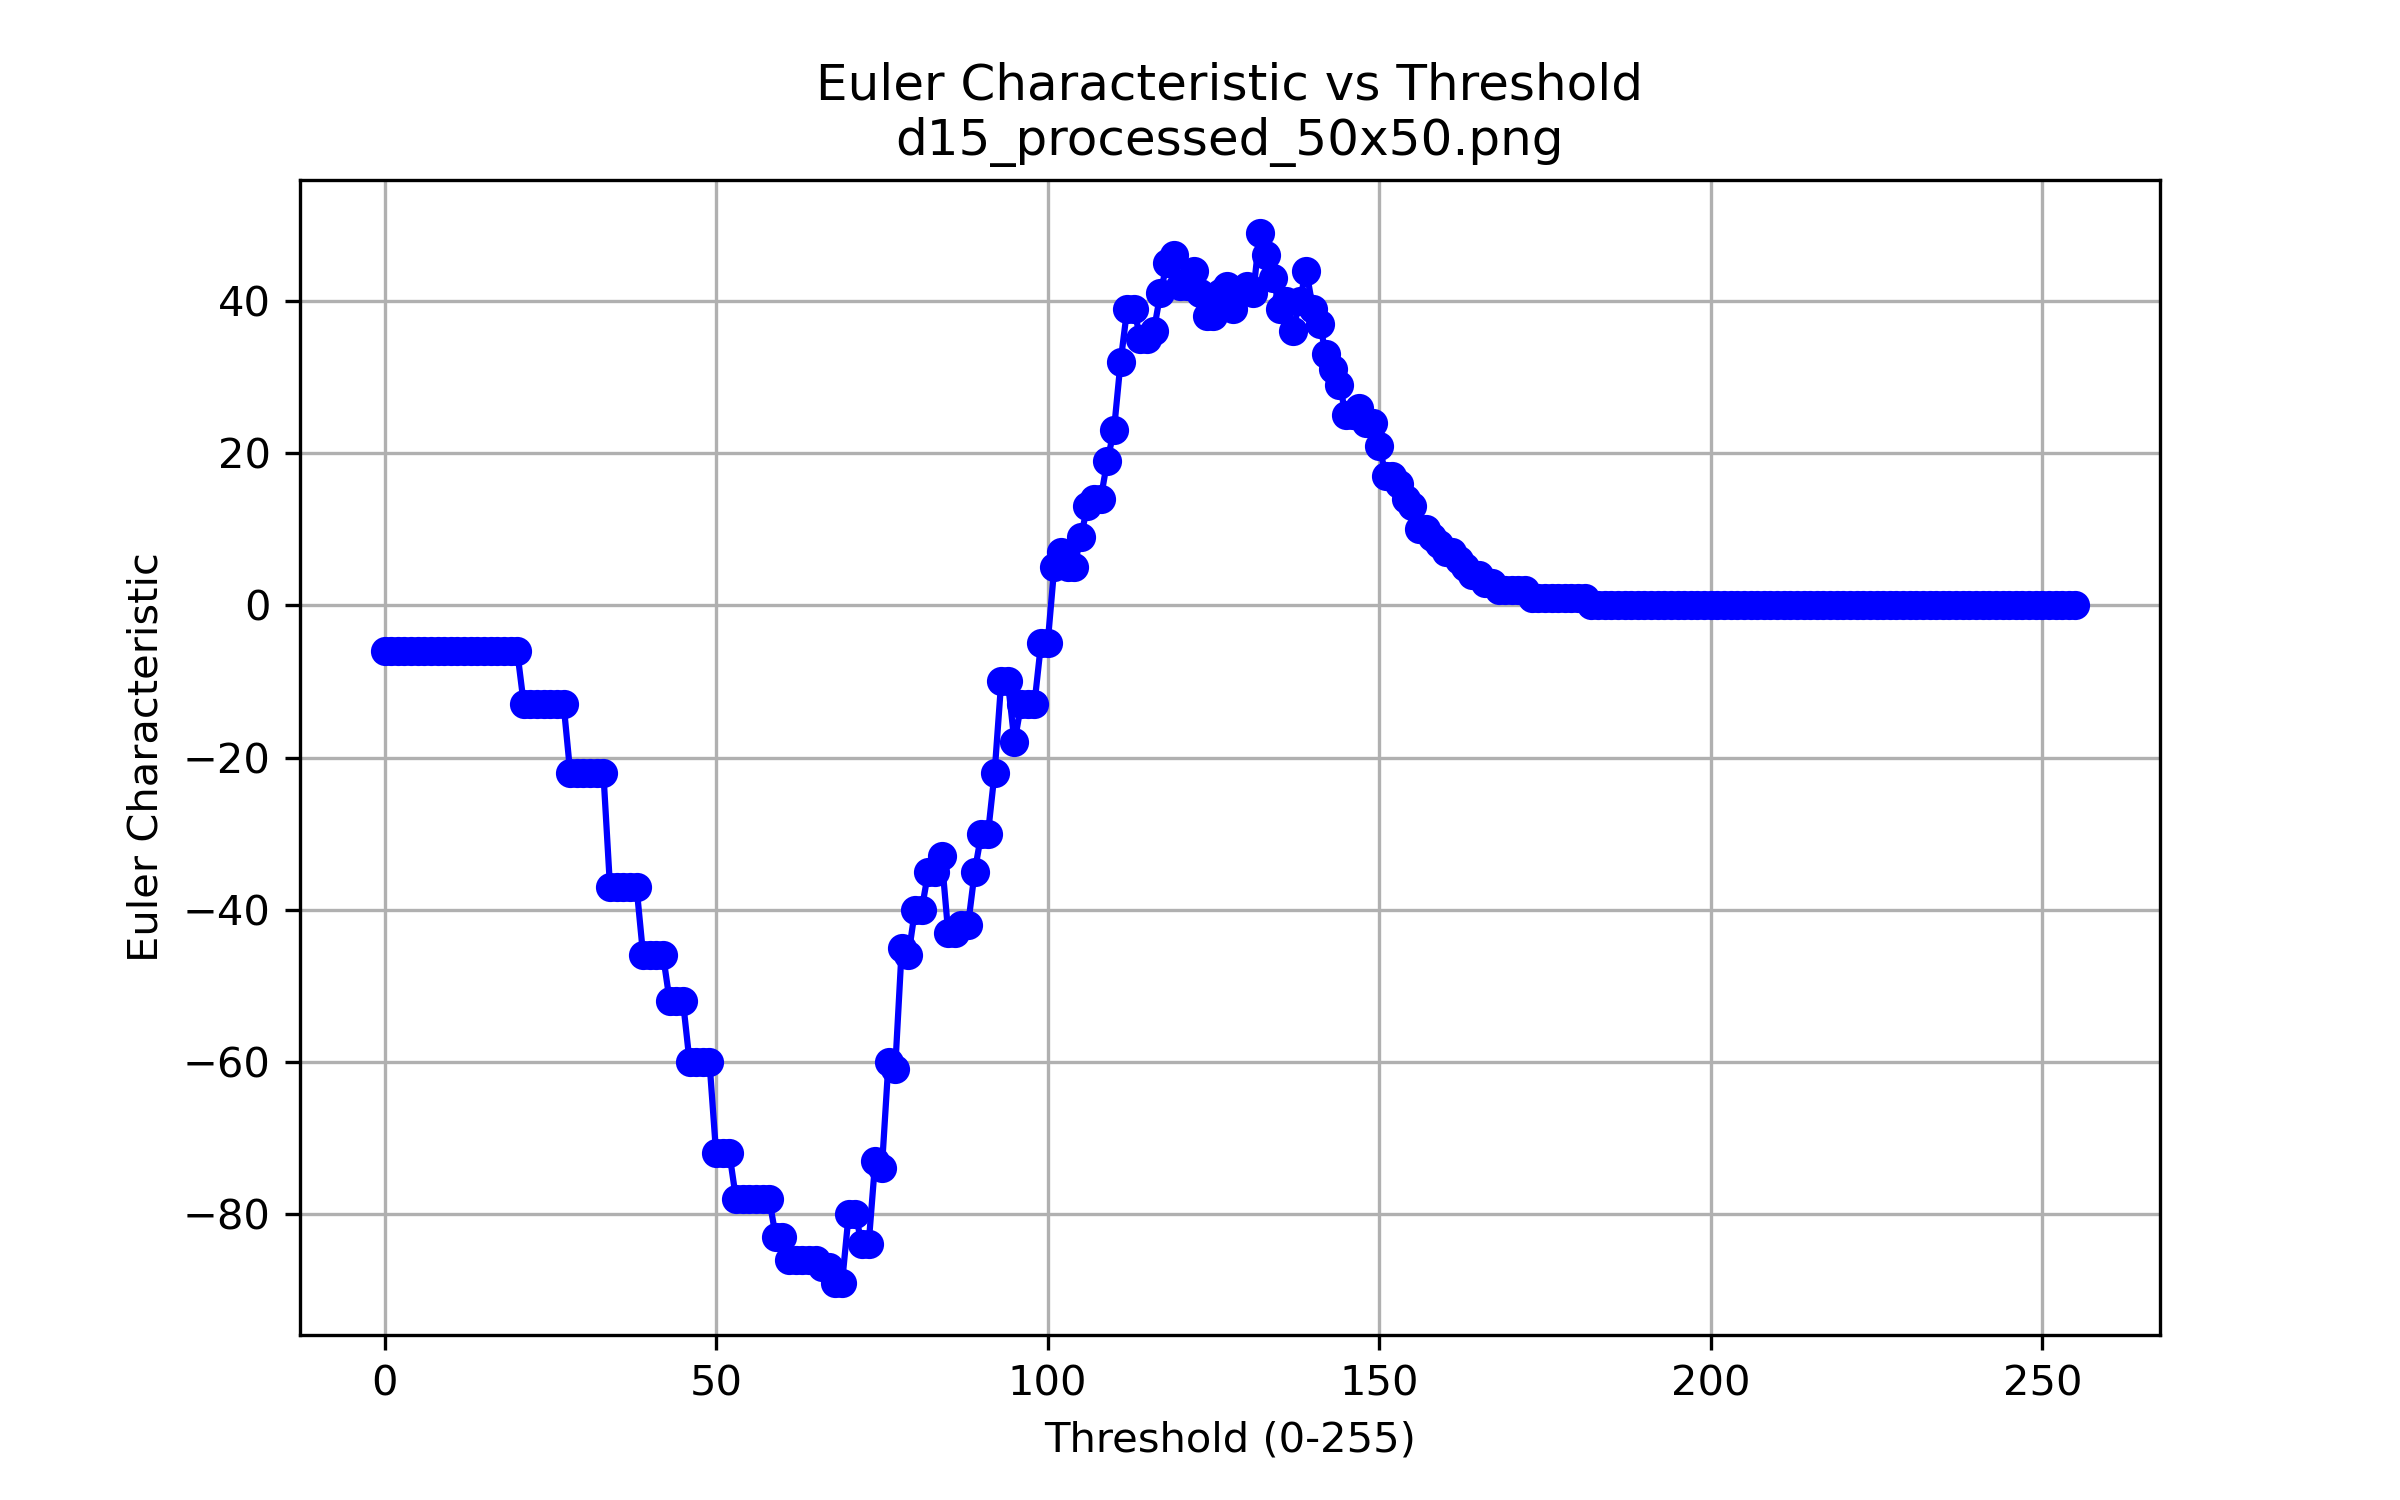 Euler Characteristic vs Threshold
d15_processed_50x50.png
Euler Characteristic
40
20
0
−20
−40
−60
−80
0 50 100 150 200 250
Threshold (0-255)